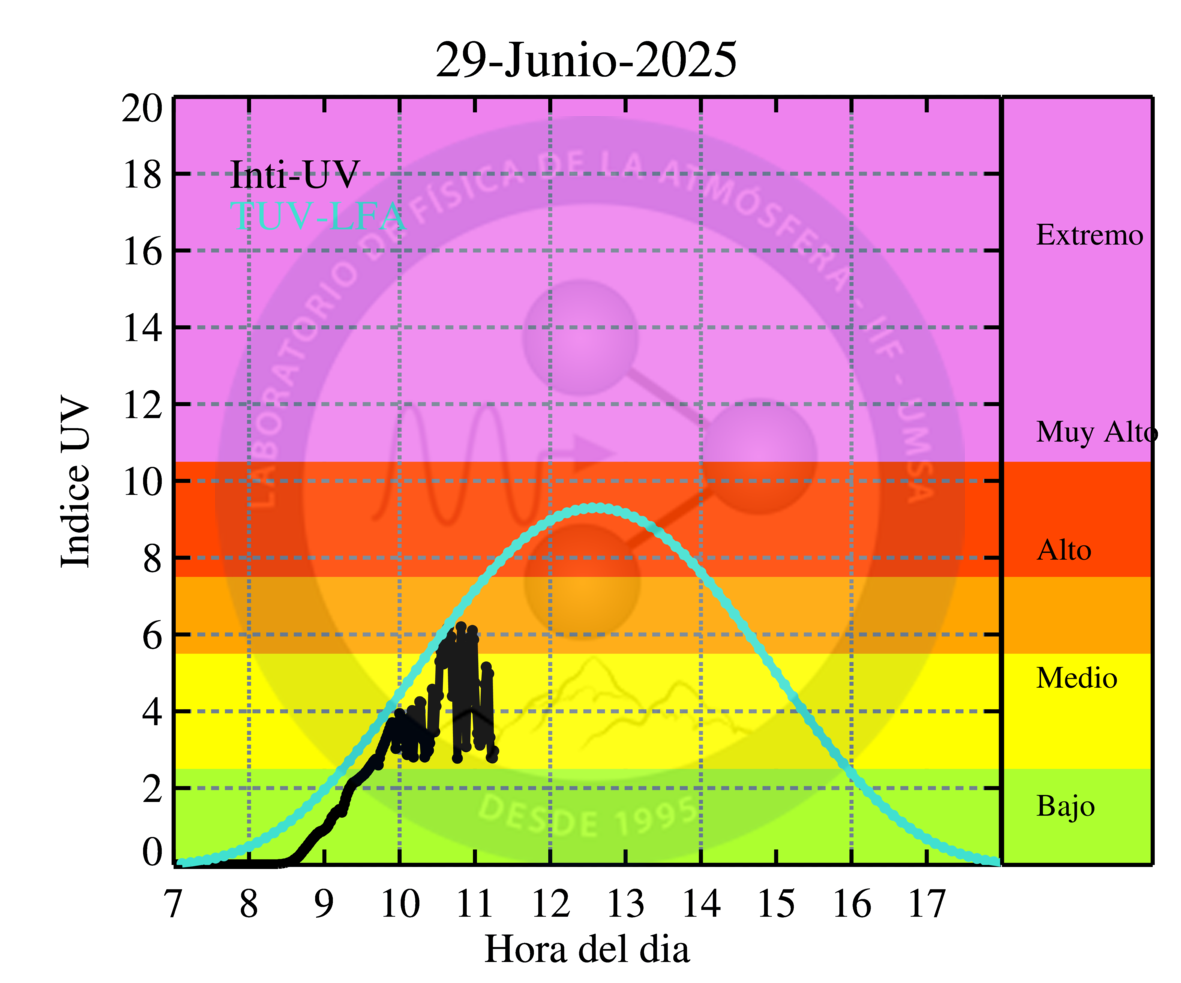 29-Junio-2025
20
18
16
14
12
10
8
6
4
2
0
Indice UV
Inti-UV
TUV-LFA
LABORATORIO DE FÍSICA DE LA ATMÓSFERA - IIF - UMSA
DESDE 1995
Extremo
Muy Alto
Alto
Medio
Bajo
7 8 9 10 11 12 13 14 15 16 17
Hora del dia